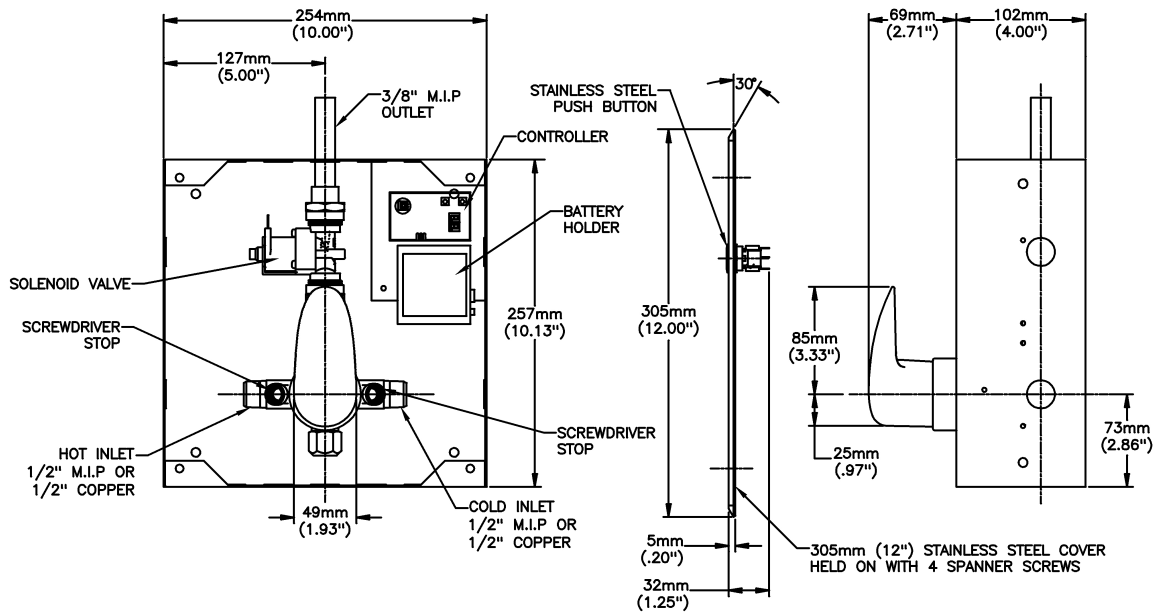 254mm
(10.00")
127mm
(5.00")
3/8" M.I.P
OUTLET
CONTROLLER
BATTERY
HOLDER
SOLENOID VALVE
SCREWDRIVER
STOP
257mm
(10.13")
HOT INLET
1/2" M.I.P OR
1/2" COPPER
SCREWDRIVER
STOP
49mm
(1.93")
COLD INLET
1/2" M.I.P OR
1/2" COPPER
30°
STAINLESS STEEL
PUSH BUTTON
305mm
(12.00")
5mm
(.20")
32mm
(1.25")
305mm (12") STAINLESS STEEL COVER
HELD ON WITH 4 SPANNER SCREWS
69mm
(2.71")
102mm
(4.00")
85mm
(3.33")
25mm
(.97")
73mm
(2.86")